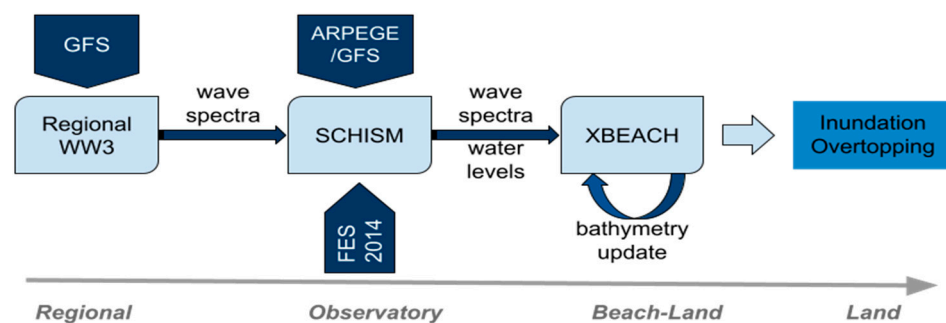 GFS
ARPEGE
/GFS
Regional
WW3
wave
spectra
SCHISM
wave
spectra
water
levels
XBEACH
Inundation
Overtopping
FES
2014
bathymetry
update
Regional
Observatory
Beach-Land
Land